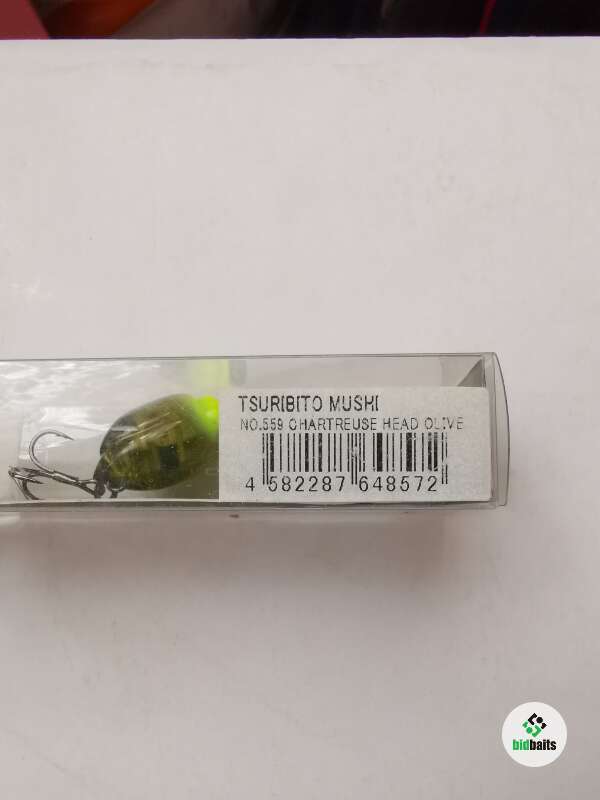 TSURIBITO MUSHI
NO.559 CHARTREUSE HEAD OLIVE
4 582287 648572
bidbaits